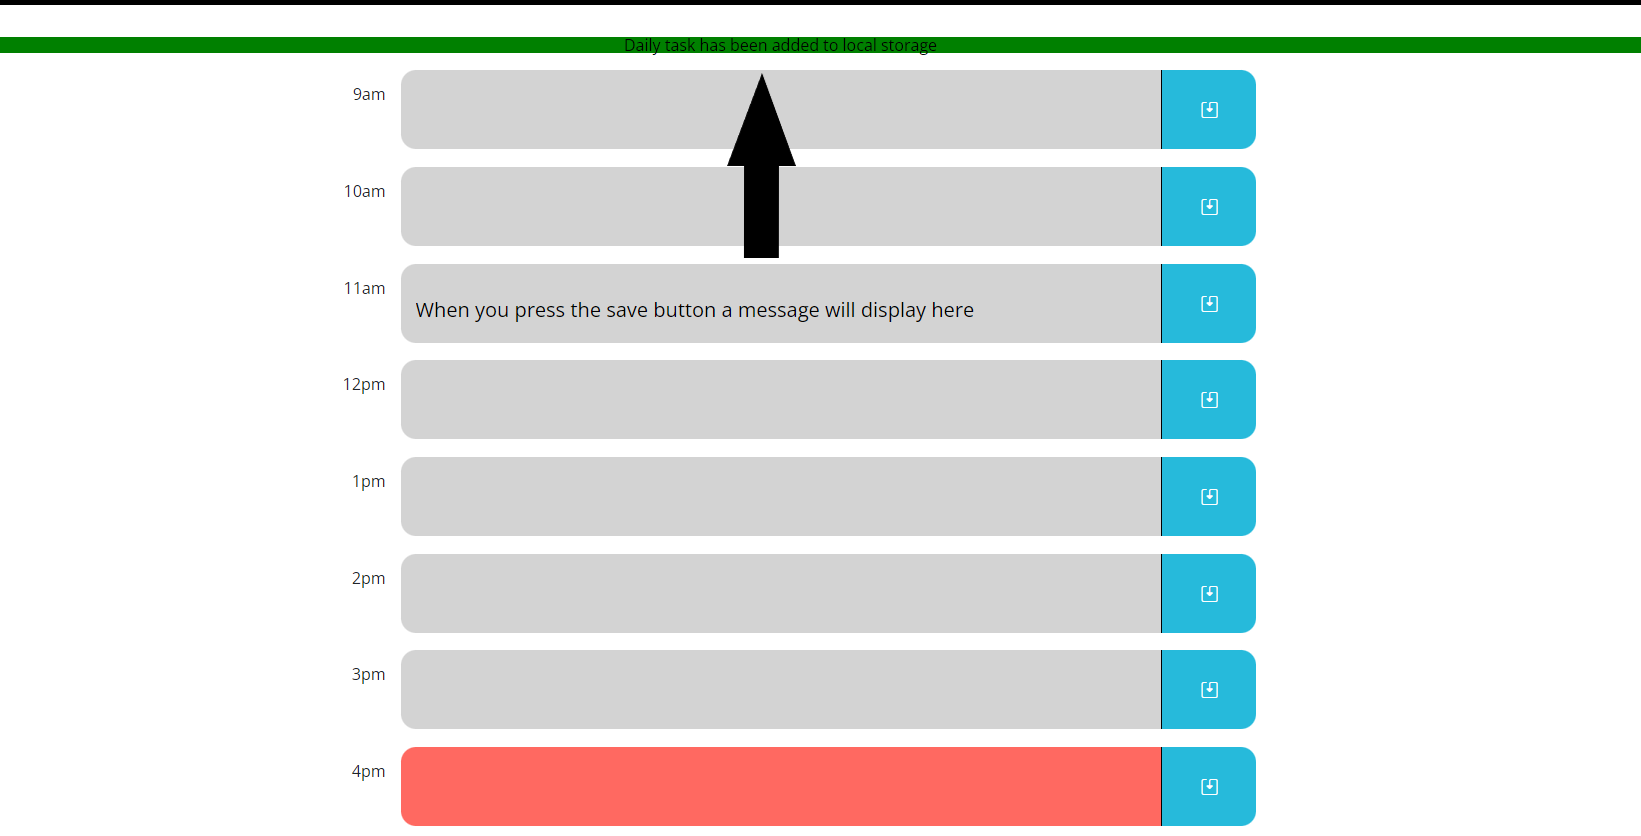 Daily task has been added to local storage
9am
10am
11am
When you press the save button a message will display here
12pm
1pm
2pm
3pm
4pm